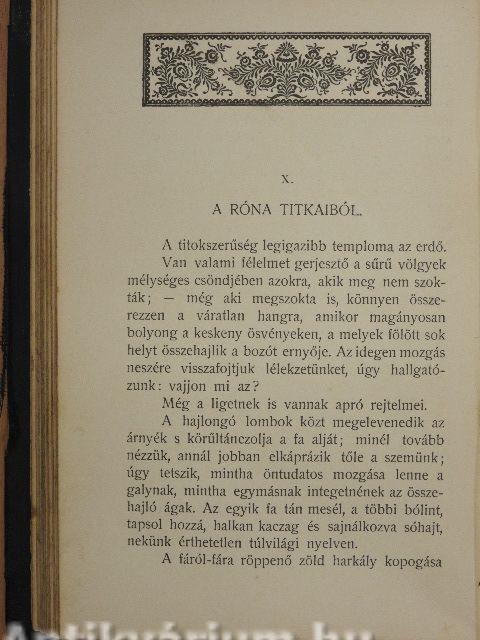 X.
A RÓNA TITKAIBÓL.
A titokszerűség legigazibb temploma az erdő.
Van valami félelmet gerjesztő a sűrű völgyek
mélységes csöndjében azokra, akik meg nem szok-
ták; — még aki megszokta is, könnyen össze-
rezzen a váratlan hangra, amikor magányosan
bolyong a keskeny ösvényeken, a melyek fölött sok
helyt összehajlik a bozót ernyője. Az idegen mozgás
neszére visszafojtjuk lélekzetünket, úgy hallgató-
zunk: vajjon mi az?
Még a ligetnek is vannak apró rejtelmei.
A hajlongó lombok közt megelevenedik az
árnyék s körűltánczolja a fa alját; minél tovább
nézzük, annál jobban elkáprázik tőle a szemünk;
úgy tetszik, mintha öntudatos mozgása lenne a
galynak, mintha egymásnak integetnének az össze-
hajló ágak. Az egyik fa tán mesél, a többi bólint,
tapsol hozzá, halkan kaczag és sajnálkozva sóhajt,
nekünk érthetetlen túlvilági nyelven.
A fáról-fára röppenő zöld harkály kopogása
Antikvárium.hu